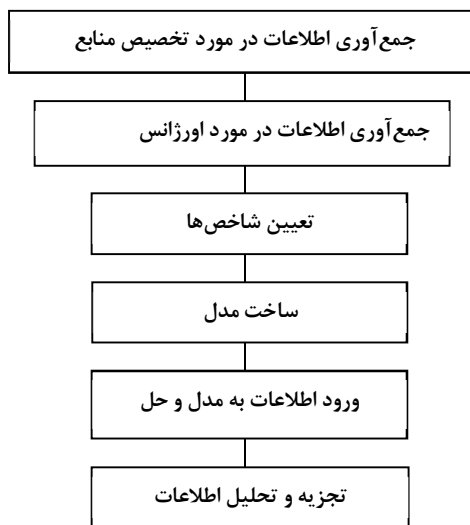 جمع‌آوری اطلاعات در مورد تخصیص منابع
جمع‌آوری اطلاعات در مورد اورژانس
تعیین شاخص‌ها
ساخت مدل
ورود اطلاعات به مدل و حل
تجزیه و تحلیل اطلاعات